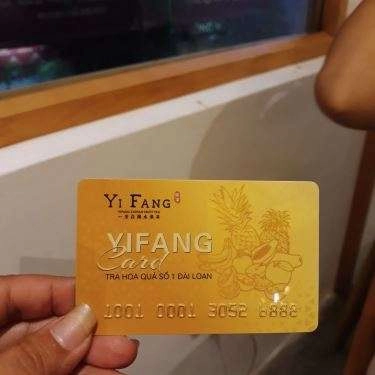 YI FANG
YIFANG
Card
TRÀ HOA QUẢ SỐ 1 ĐÀI LOAN
1001 0001 3052 8888